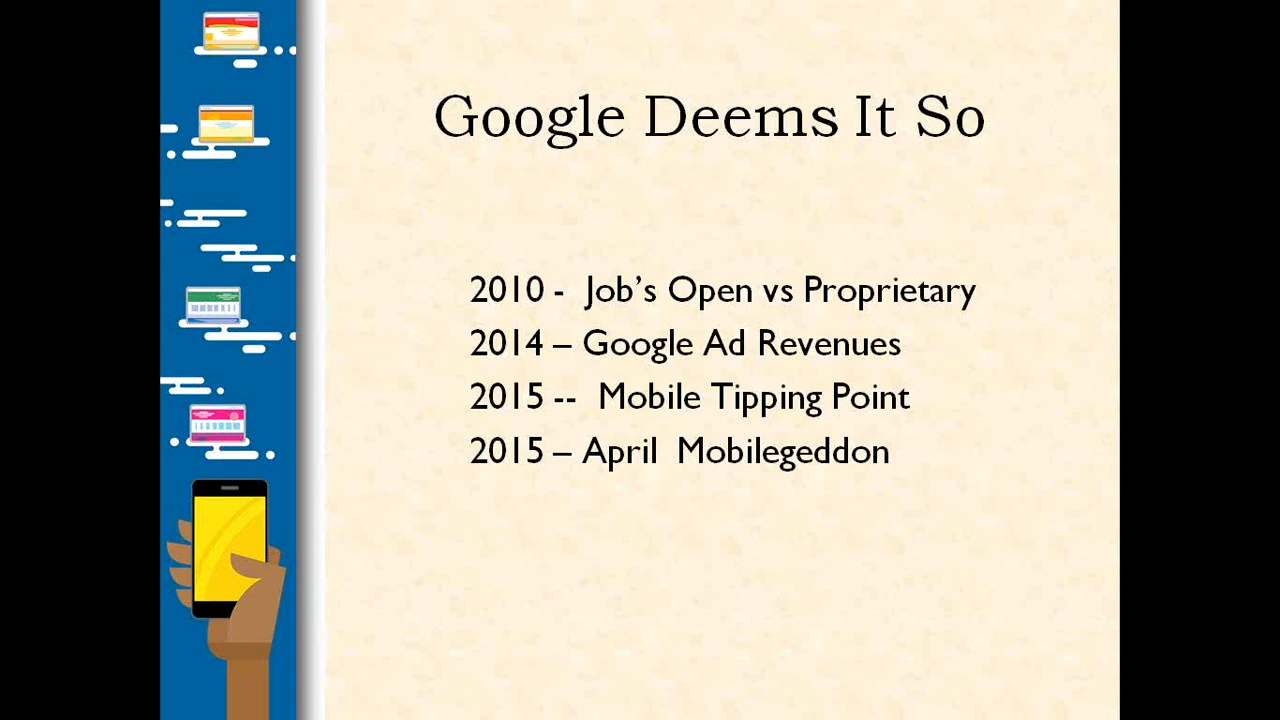 Google Deems It So
2010 -  Job’s Open vs Proprietary
2014 – Google Ad Revenues
2015 --  Mobile Tipping Point
2015 – April  Mobilegeddon